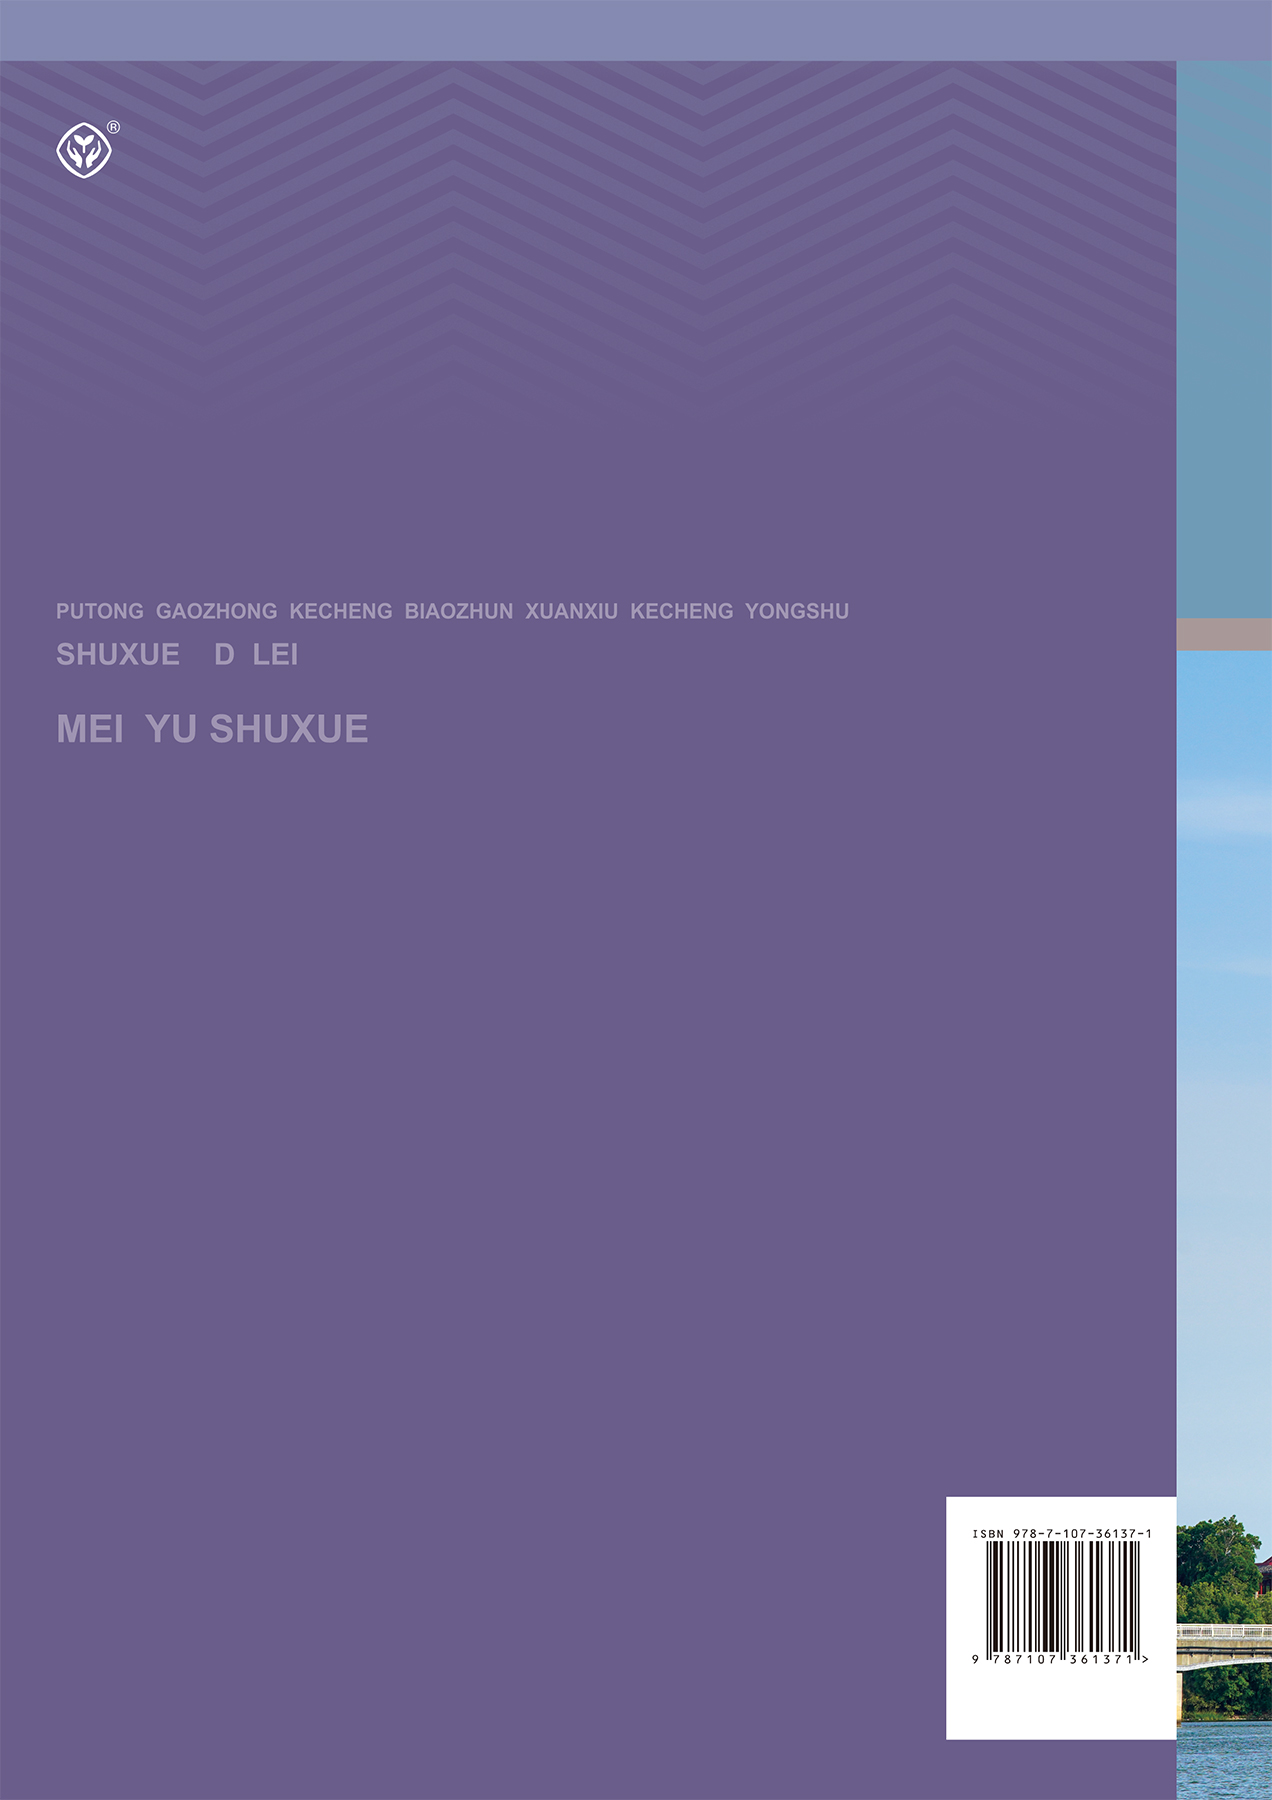 ®
PUTONG GAOZHONG KECHENG BIAOZHUN XUANXIU KECHENG YONGSHU
SHUXUE D LEI
MEI YU SHUXUE
ISBN 978-7-107-36137-1
9 787107 361371>